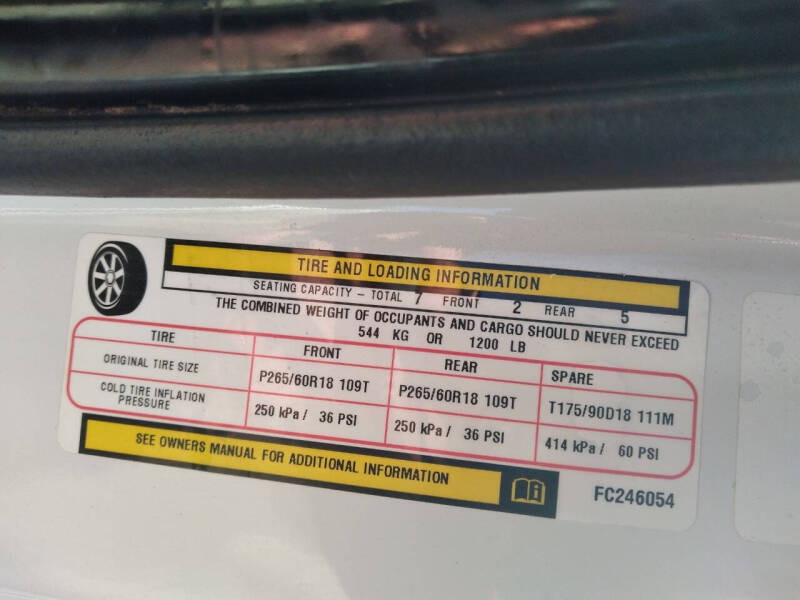 TIRE AND LOADING INFORMATION
SEATING CAPACITY – TOTAL 7 FRONT 2 REAR 5
THE COMBINED WEIGHT OF OCCUPANTS AND CARGO SHOULD NEVER EXCEED
544 KG OR 1200 LB
TIRE FRONT REAR SPARE
ORIGINAL TIRE SIZE P265/60R18 109T P265/60R18 109T T175/90D18 111M
COLD TIRE INFLATION
PRESSURE 250 kPa / 36 PSI 250 kPa / 36 PSI 414 kPa / 60 PSI
SEE OWNERS MANUAL FOR ADDITIONAL INFORMATION
FC246054